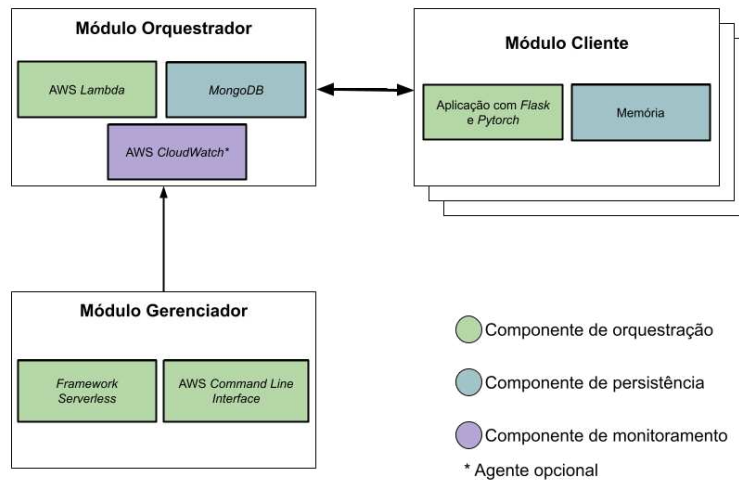 Módulo Orquestrador
AWS Lambda
MongoDB
AWS CloudWatch*
Módulo Cliente
Aplicação com Flask
e Pytorch
Memória
Módulo Gerenciador
Framework
Serverless
AWS Command Line
Interface
Componente de orquestração
Componente de persistência
Componente de monitoramento
* Agente opcional